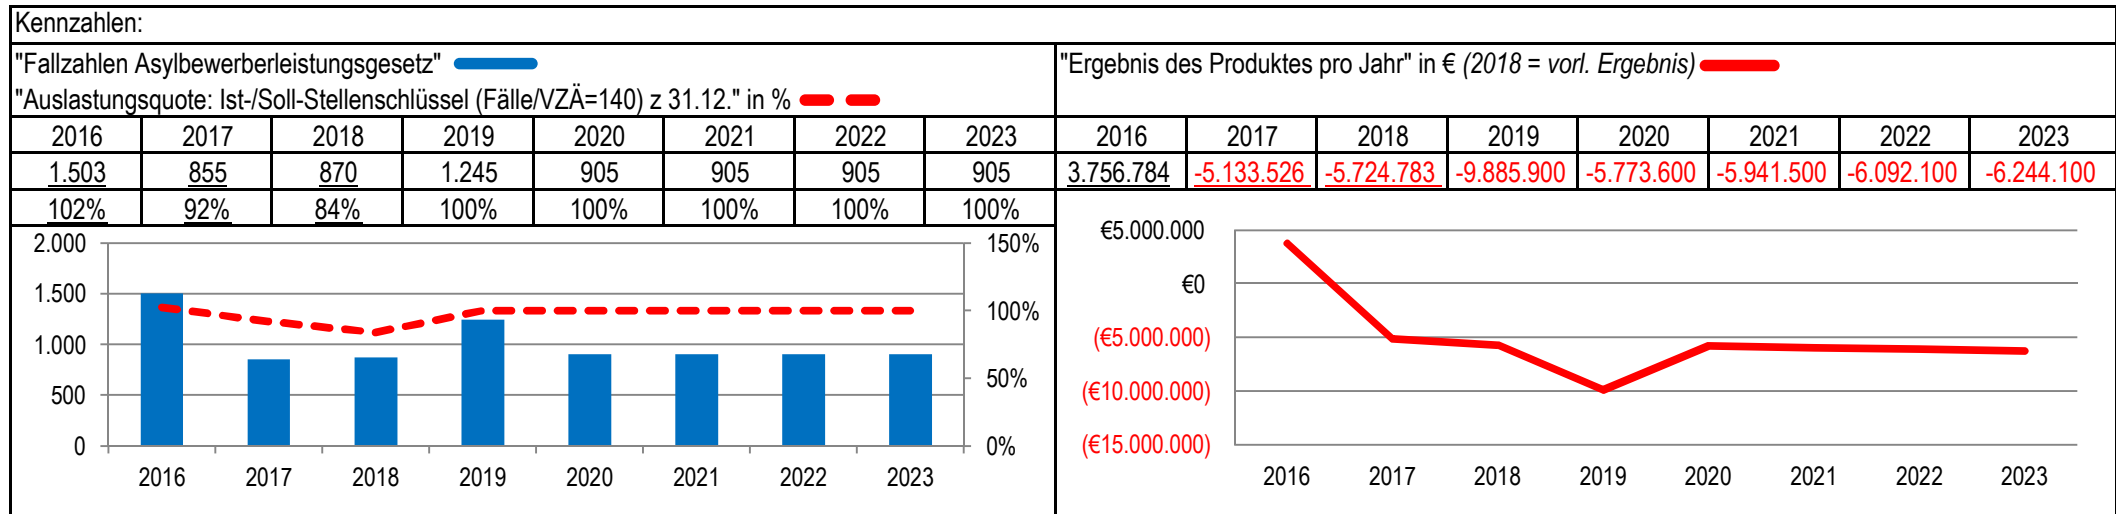 Kennzahlen:
"Fallzahlen Asylbewerberleistungsgesetz"
"Auslastungsquote: Ist-/Soll-Stellenschlüssel (Fälle/VZÄ=140) z 31.12." in %
2016 2017 2018 2019 2020 2021 2022 2023
1.503 855 870 1.245 905 905 905 905
102% 92% 84% 100% 100% 100% 100% 100%
2.000
1.500
1.000
500
0
150%
100%
50%
0%
2016 2017 2018 2019 2020 2021 2022 2023
"Ergebnis des Produktes pro Jahr" in € (2018 = vorl. Ergebnis)
2016 2017 2018 2019 2020 2021 2022 2023
3.756.784 -5.133.526 -5.724.783 -9.885.900 -5.773.600 -5.941.500 -6.092.100 -6.244.100
€5.000.000
€0
(€5.000.000)
(€10.000.000)
(€15.000.000)
2016 2017 2018 2019 2020 2021 2022 2023